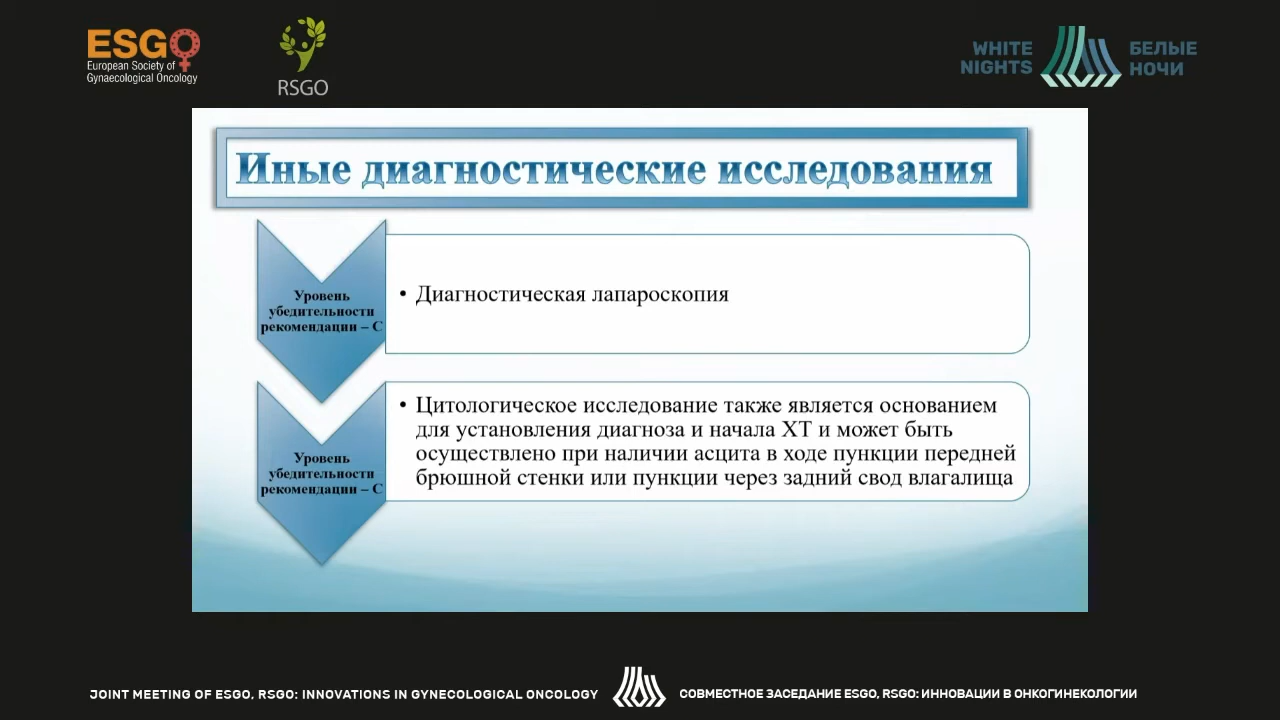 ESGO
European Society of
Gynaecological Oncology
RSGO
WHITE
NIGHTS
БЕЛЫЕ
НОЧИ
Иные диагностические исследования
Уровень
убедительности
рекомендации – С
• Диагностическая лапароскопия
Уровень
убедительности
рекомендации – С
• Цитологическое исследование также является основанием
для установления диагноза и начала ХТ и может быть
осуществлено при наличии асцита в ходе пункции передней
брюшной стенки или пункции через задний свод влагалища
JOINT MEETING OF ESGO, RSGO: INNOVATIONS IN GYNECOLOGICAL ONCOLOGY
СОВМЕСТНОЕ ЗАСЕДАНИЕ ESGO, RSGO: ИННОВАЦИИ В ОНКОГИНЕКОЛОГИИ